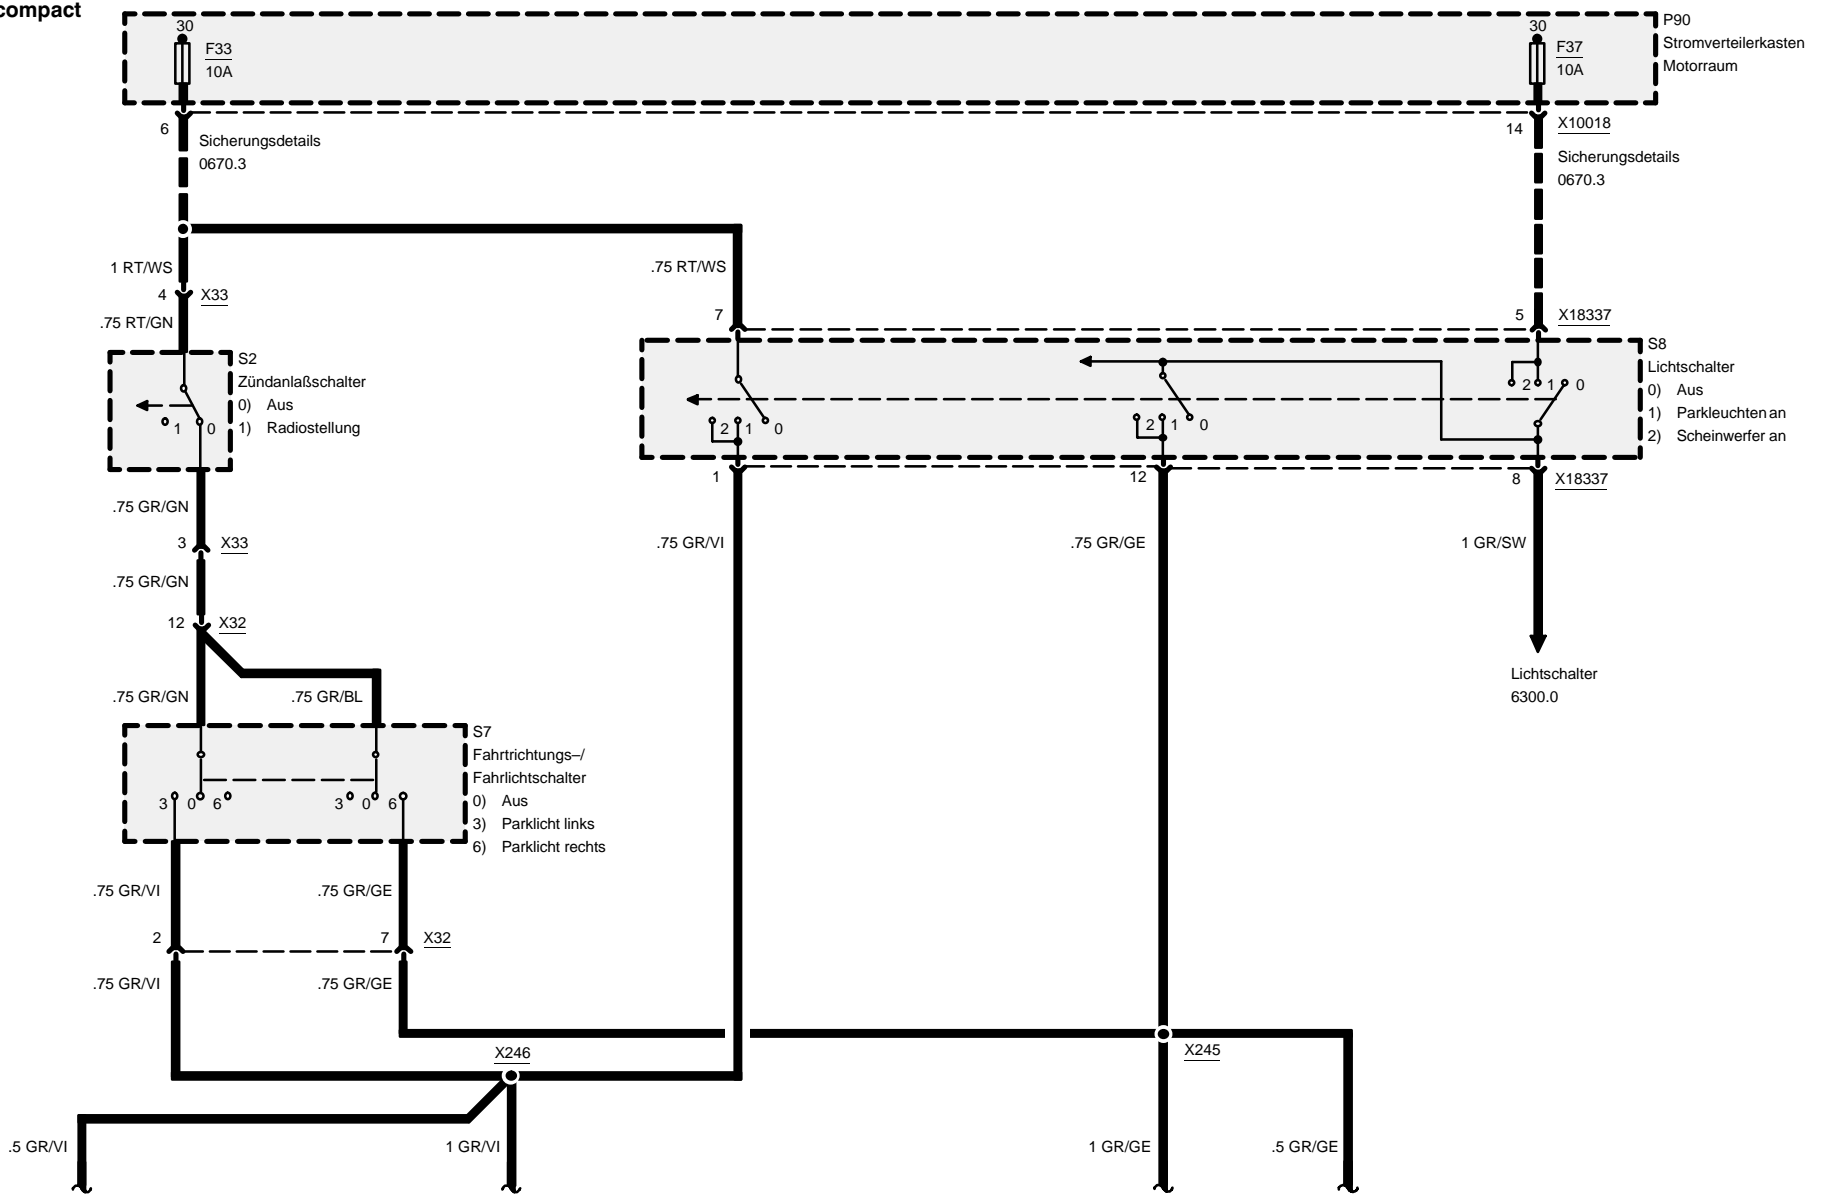 compact
30
F33
10A
30
F37
10A
P90
Stromverteilerkasten
Motorraum
6
Sicherungsdetails
0670.3
14
X10018
Sicherungsdetails
0670.3
1 RT/WS
.75 RT/WS
4
X33
.75 RT/GN
7
5
X18337
S2
Zündanlaßschalter
0) Aus
1) Radiostellung
1 0
2 1 0
2 1 0
2 1 0
S8
Lichtschalter
0) Aus
1) Parkleuchten an
2) Scheinwerfer an
1
12
8
X18337
.75 GR/GN
3
X33
.75 GR/VI
.75 GR/GE
1 GR/SW
.75 GR/GN
12
X32
Lichtschalter
6300.0
.75 GR/GN
.75 GR/BL
S7
Fahrtrichtungs–/
Fahrlichtschalter
0) Aus
3) Parklicht links
6) Parklicht rechts
3 0 6
3 0 6
.75 GR/VI
.75 GR/GE
2
7
X32
.75 GR/VI
.75 GR/GE
X246
X245
.5 GR/VI
1 GR/VI
1 GR/GE
.5 GR/GE